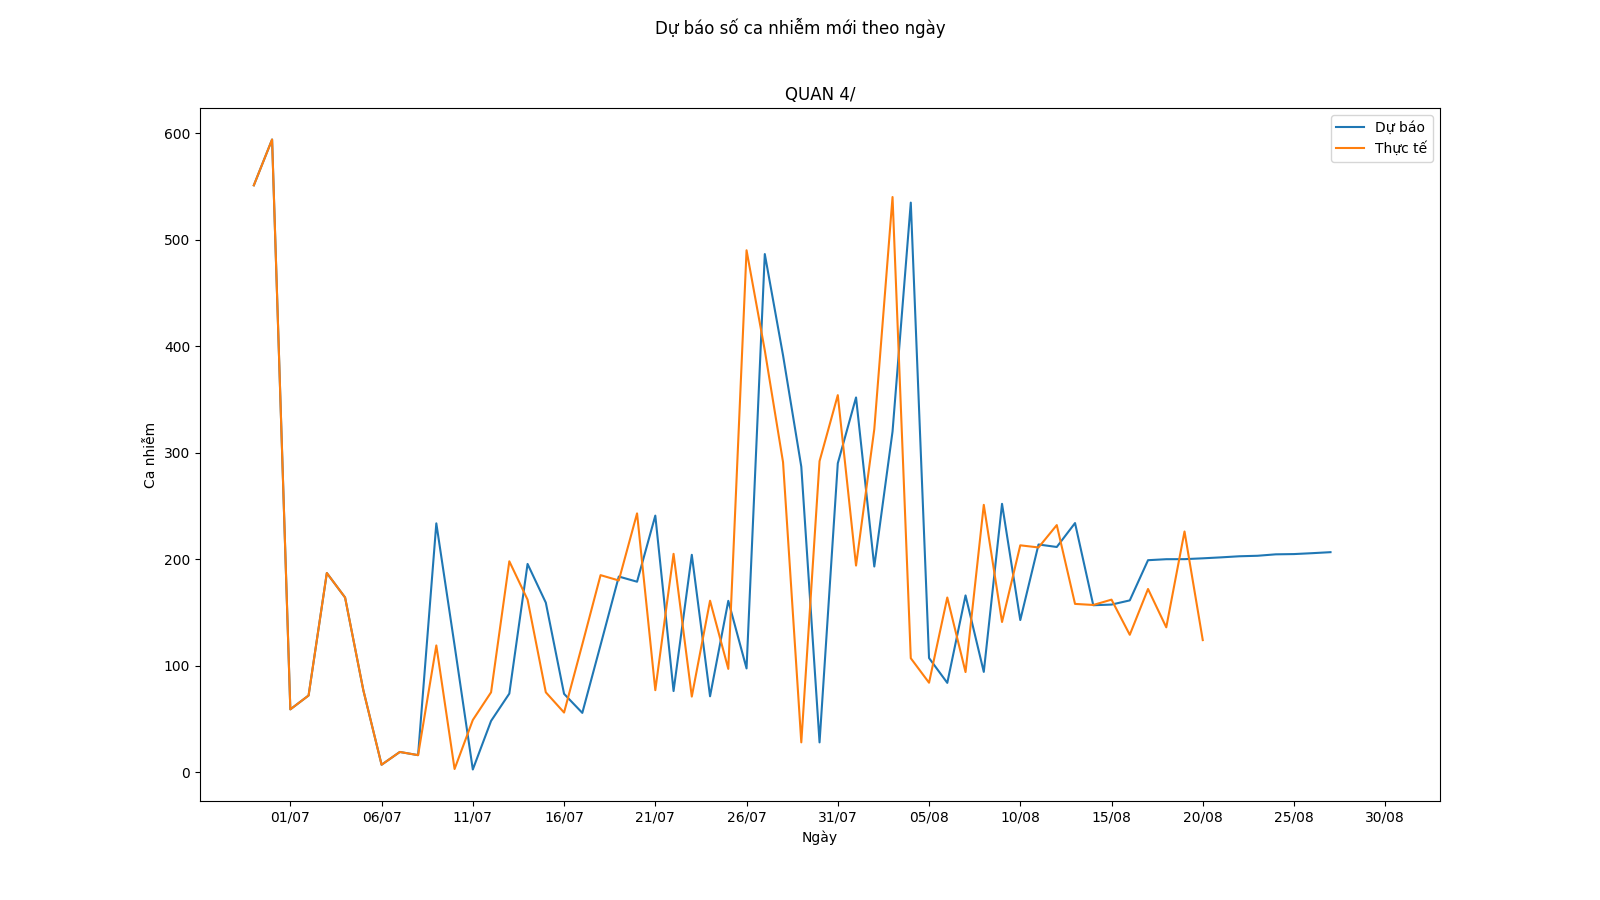 Dự báo số ca nhiễm mới theo ngày
QUAN 4/
Dự báo
Thực tế
600
500
400
300
200
100
0
Ca nhiễm
01/07 06/07 11/07 16/07 21/07 26/07 31/07 05/08 10/08 15/08 20/08 25/08 30/08
Ngày